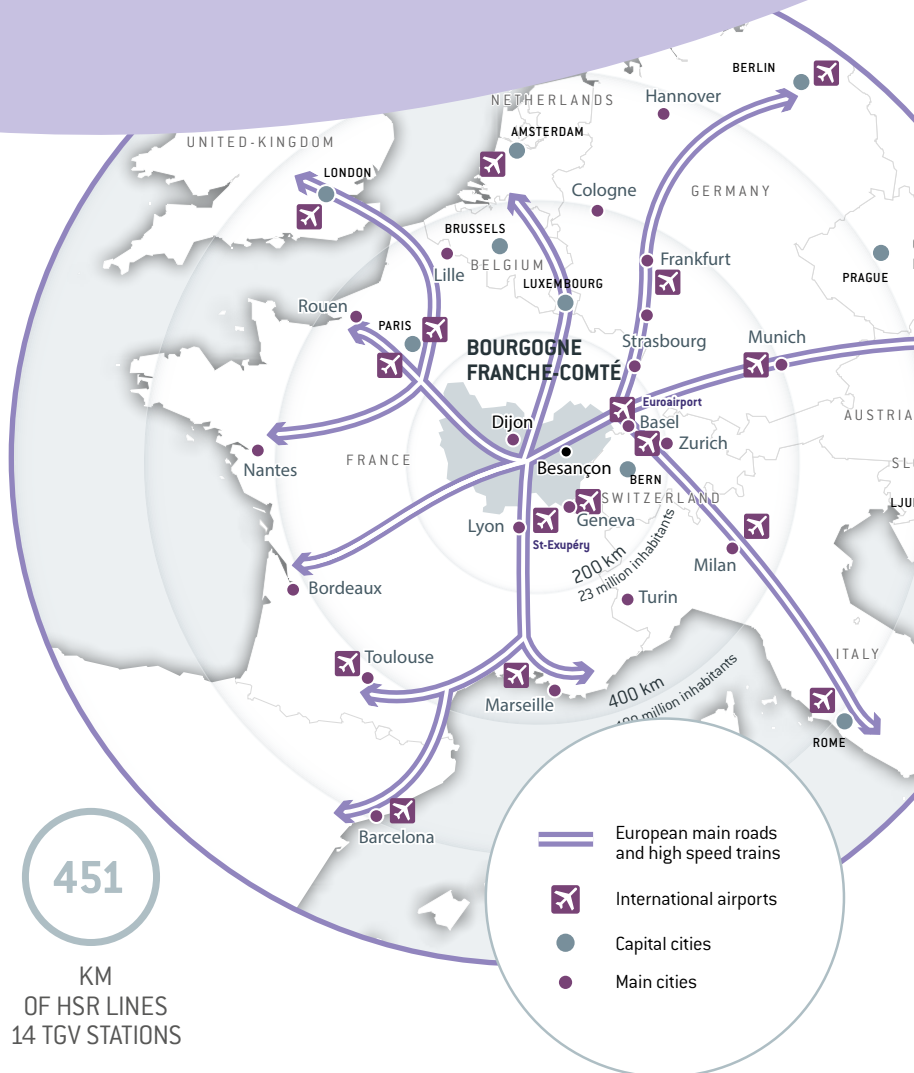 BERLIN
NETHERLANDS
Hannover
AMSTERDAM
UNITED-KINGDOM
LONDON
Cologne
GERMANY
BRUSSELS
Lille
BELGIUM
Frankfurt
PRAGUE
LUXEMBOURG
Rouen
PARIS
Strasbourg
Munich
BOURGOGNE
FRANCHE-COMTÉ
Euroairport
Basel
AUSTRIA
Dijon
Zurich
Nantes
FRANCE
Besançon
BERN
SWITZERLAND
Geneva
Lyon
St-Exupéry
200 km
23 million inhabitants
Milan
Bordeaux
Turin
Toulouse
ITALY
Marseille
400 km
million inhabitants
ROME
Barcelona
European main roads
and high speed trains
International airports
Capital cities
Main cities
451
KM
OF HSR LINES
14 TGV STATIONS